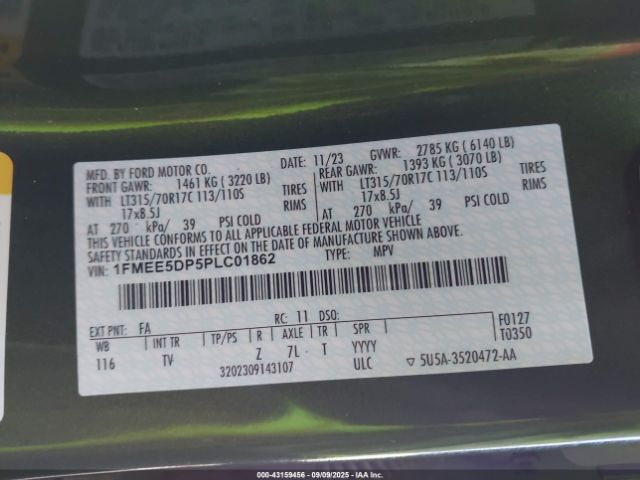 MFD. BY FORD MOTOR CO.
DATE: 11/23 GVWR: 2785 KG ( 6140 LB)
FRONT GAWR: 1461 KG ( 3220 LB) REAR GAWR: 1393 KG ( 3070 LB)
WITH LT315/70R17C 113/110S TIRES WITH LT315/70R17C 113/110S TIRES
17x8.5J RIMS 17x8.5J RIMS
AT 270 kPa/ 39 PSI COLD AT 270 kPa/ 39 PSI COLD
THIS VEHICLE CONFORMS TO ALL APPLICABLE FEDERAL MOTOR VEHICLE
SAFETY STANDARDS IN EFFECT ON THE DATE OF MANUFACTURE SHOWN ABOVE.
VIN: 1FMEE5DP5PLC01862 TYPE: MPV
EXT PNT: FA RC: 11 DSO: F0127
WB INT TR TP/PS R AXLE TR SPR T0350
116 TV Z 7L T YYYY
3202309143107 ULC ▽ 5U5A-3520472-AA
000-43159456 - 09/09/2025 - IAAI.com